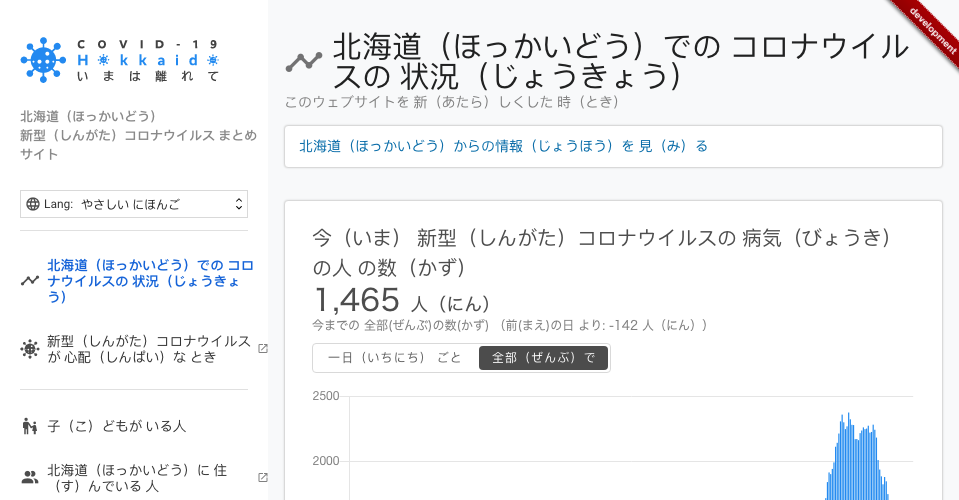 COVID-19
Hokkaido
いまは離れて
北海道（ほっかいどう）
新型（しんがた）コロナウイルス まとめ
サイト
Lang: やさしい にほんご
北海道（ほっかいどう）での コロ
ナウイルスの 状況（じょうきょ
う）
新型（しんがた）コロナウイルス
が 心配（しんぱい）な とき
子（こ）どもが いる人
北海道（ほっかいどう）に 住
（す）んでいる 人
development
北海道（ほっかいどう）での コロナウイル
スの 状況（じょうきょう）
このウェブサイトを 新（あたら）しくした 時（とき）
北海道（ほっかいどう）からの情報（じょうほう）を 見（み）る
今（いま） 新型（しんがた）コロナウイルスの 病気（びょうき）
の人 の数（かず）
1,465 人（にん）
今までの 全部(ぜんぶ)の数(かず) （前(まえ)の日 より: -142 人（にん））
一日（いちにち） ごと
全部（ぜんぶ）で
2500
2000